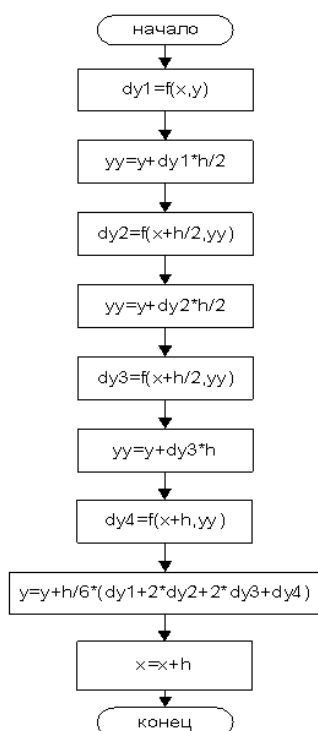 начало
dy1=f(x,y)
yy=y+dy1*h/2
dy2=f(x+h/2,yy)
yy=y+dy2*h/2
dy3=f(x+h/2,yy)
yy=y+dy3*h
dy4=f(x+h,yy)
y=y+h/6*(dy1+2*dy2+2*dy3+dy4)
x=x+h
конец